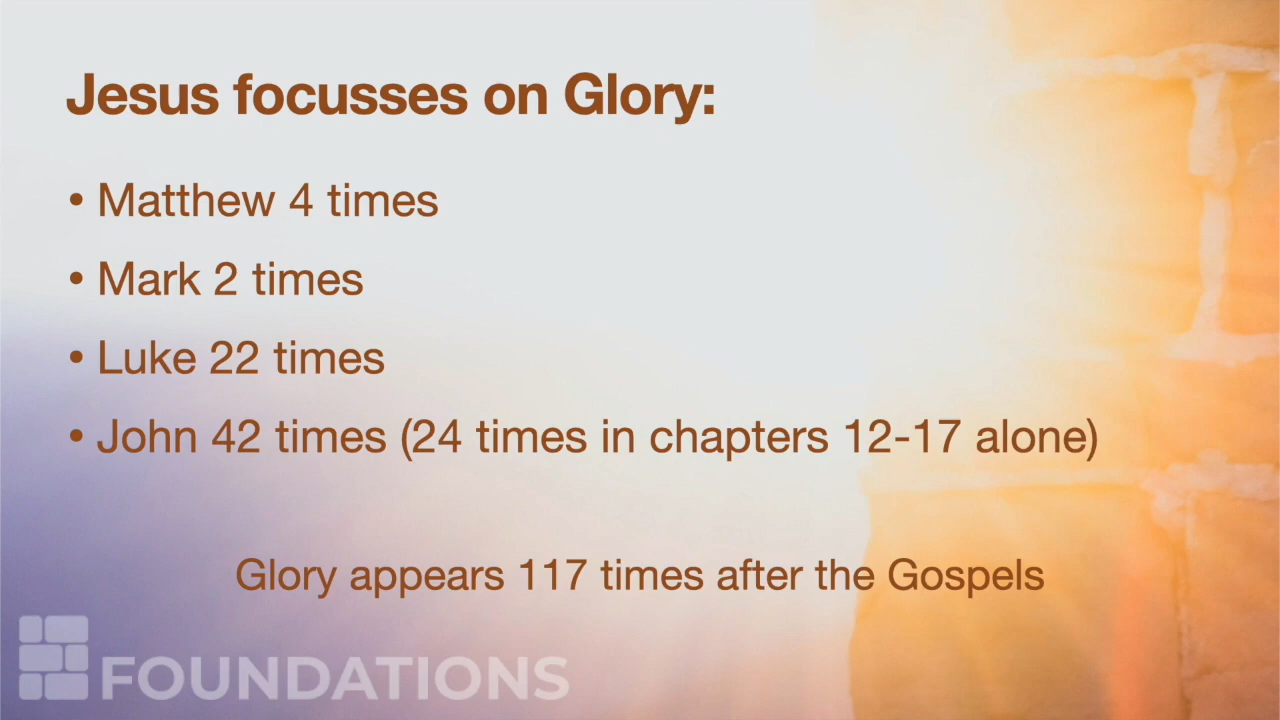 Jesus focusses on Glory:
• Matthew 4 times
• Mark 2 times
• Luke 22 times
• John 42 times (24 times in chapters 12-17 alone)
Glory appears 117 times after the Gospels
FOUNDATIONS